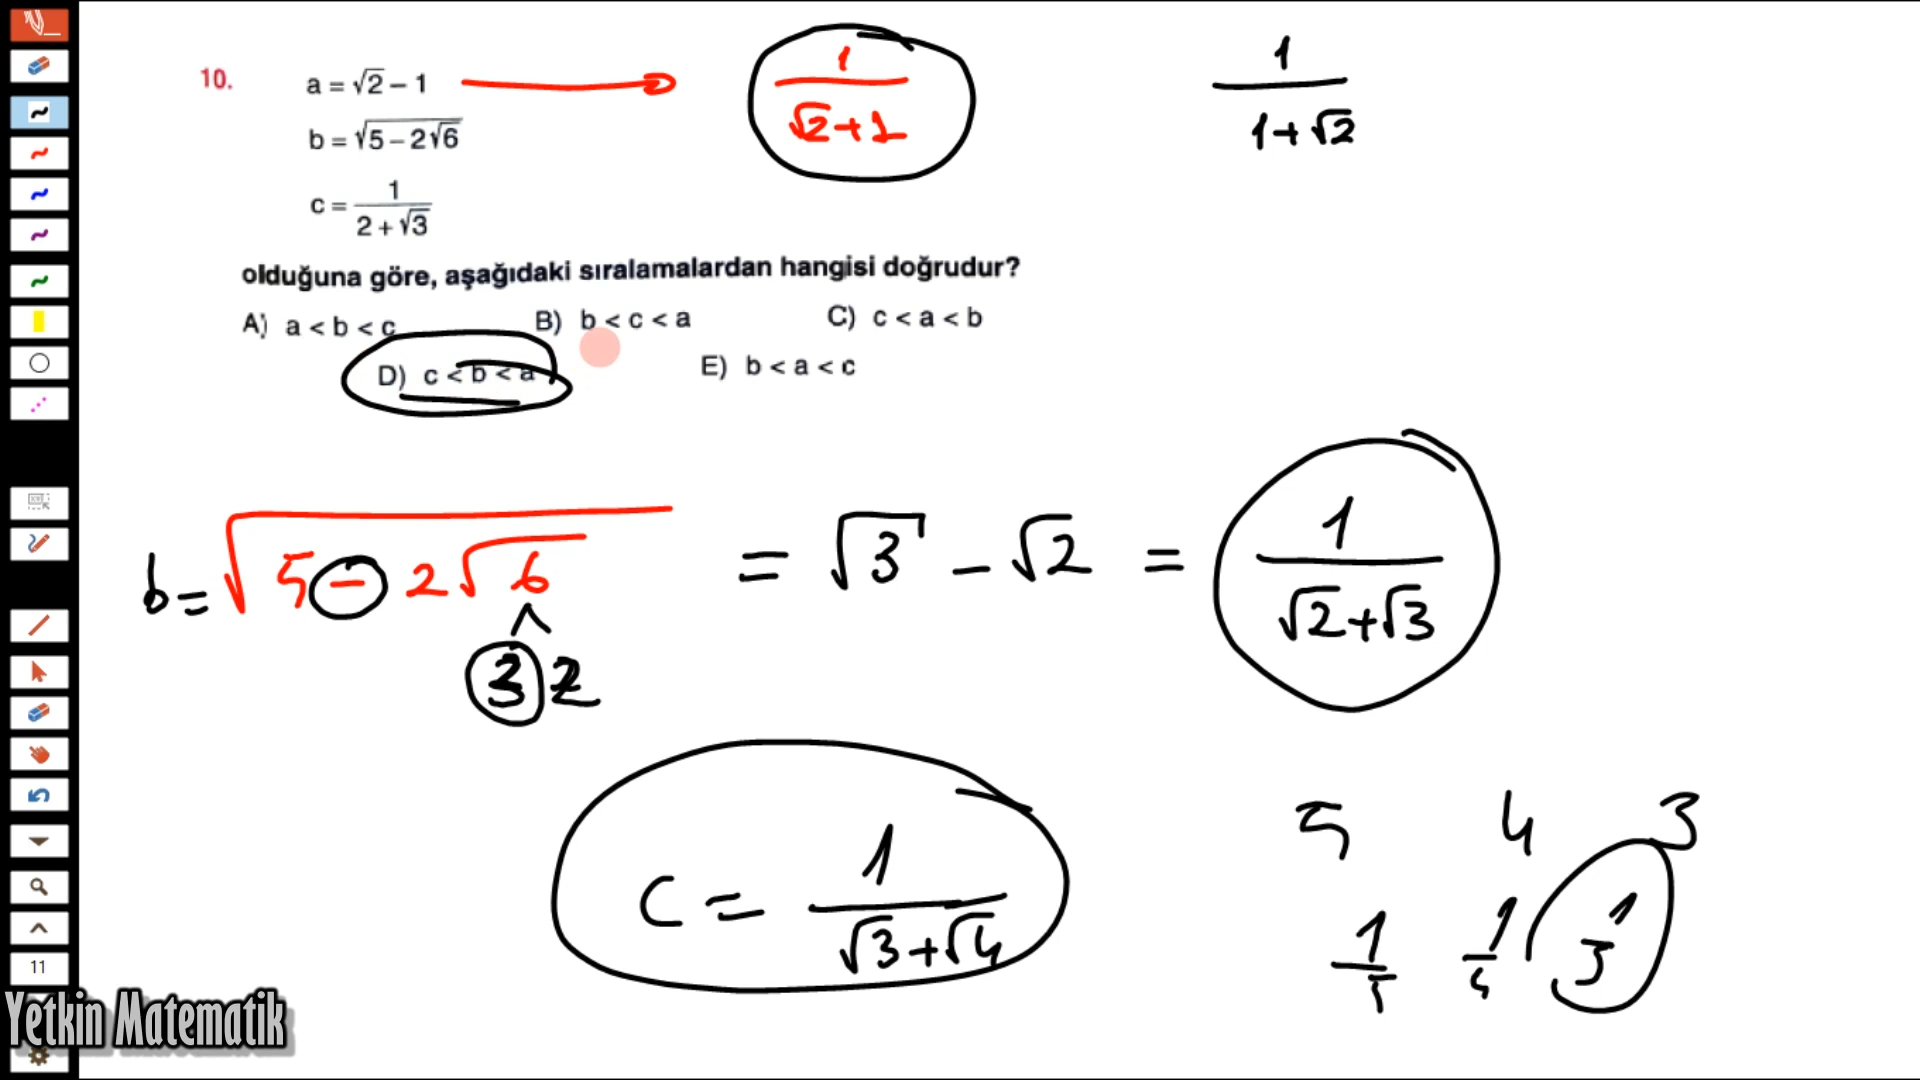 10.
a = √2 − 1
b = √(5 − 2√6)
c = 1/(2 + √3)
1/(√2 + 1)
1/(1 + √2)
olduğuna göre, aşağıdaki sıralamalardan hangisi doğrudur?
A) a < b < c
B) b < c < a
C) c < a < b
D) c < b < a
E) b < a < c
b = √(5 − 2√6) = √3 − √2 = 1/(√2 + √3)
3 2
c = 1/(√3 + √4)
5 4 3
1/5 1/4 1/3
11
Yetkin Matematik